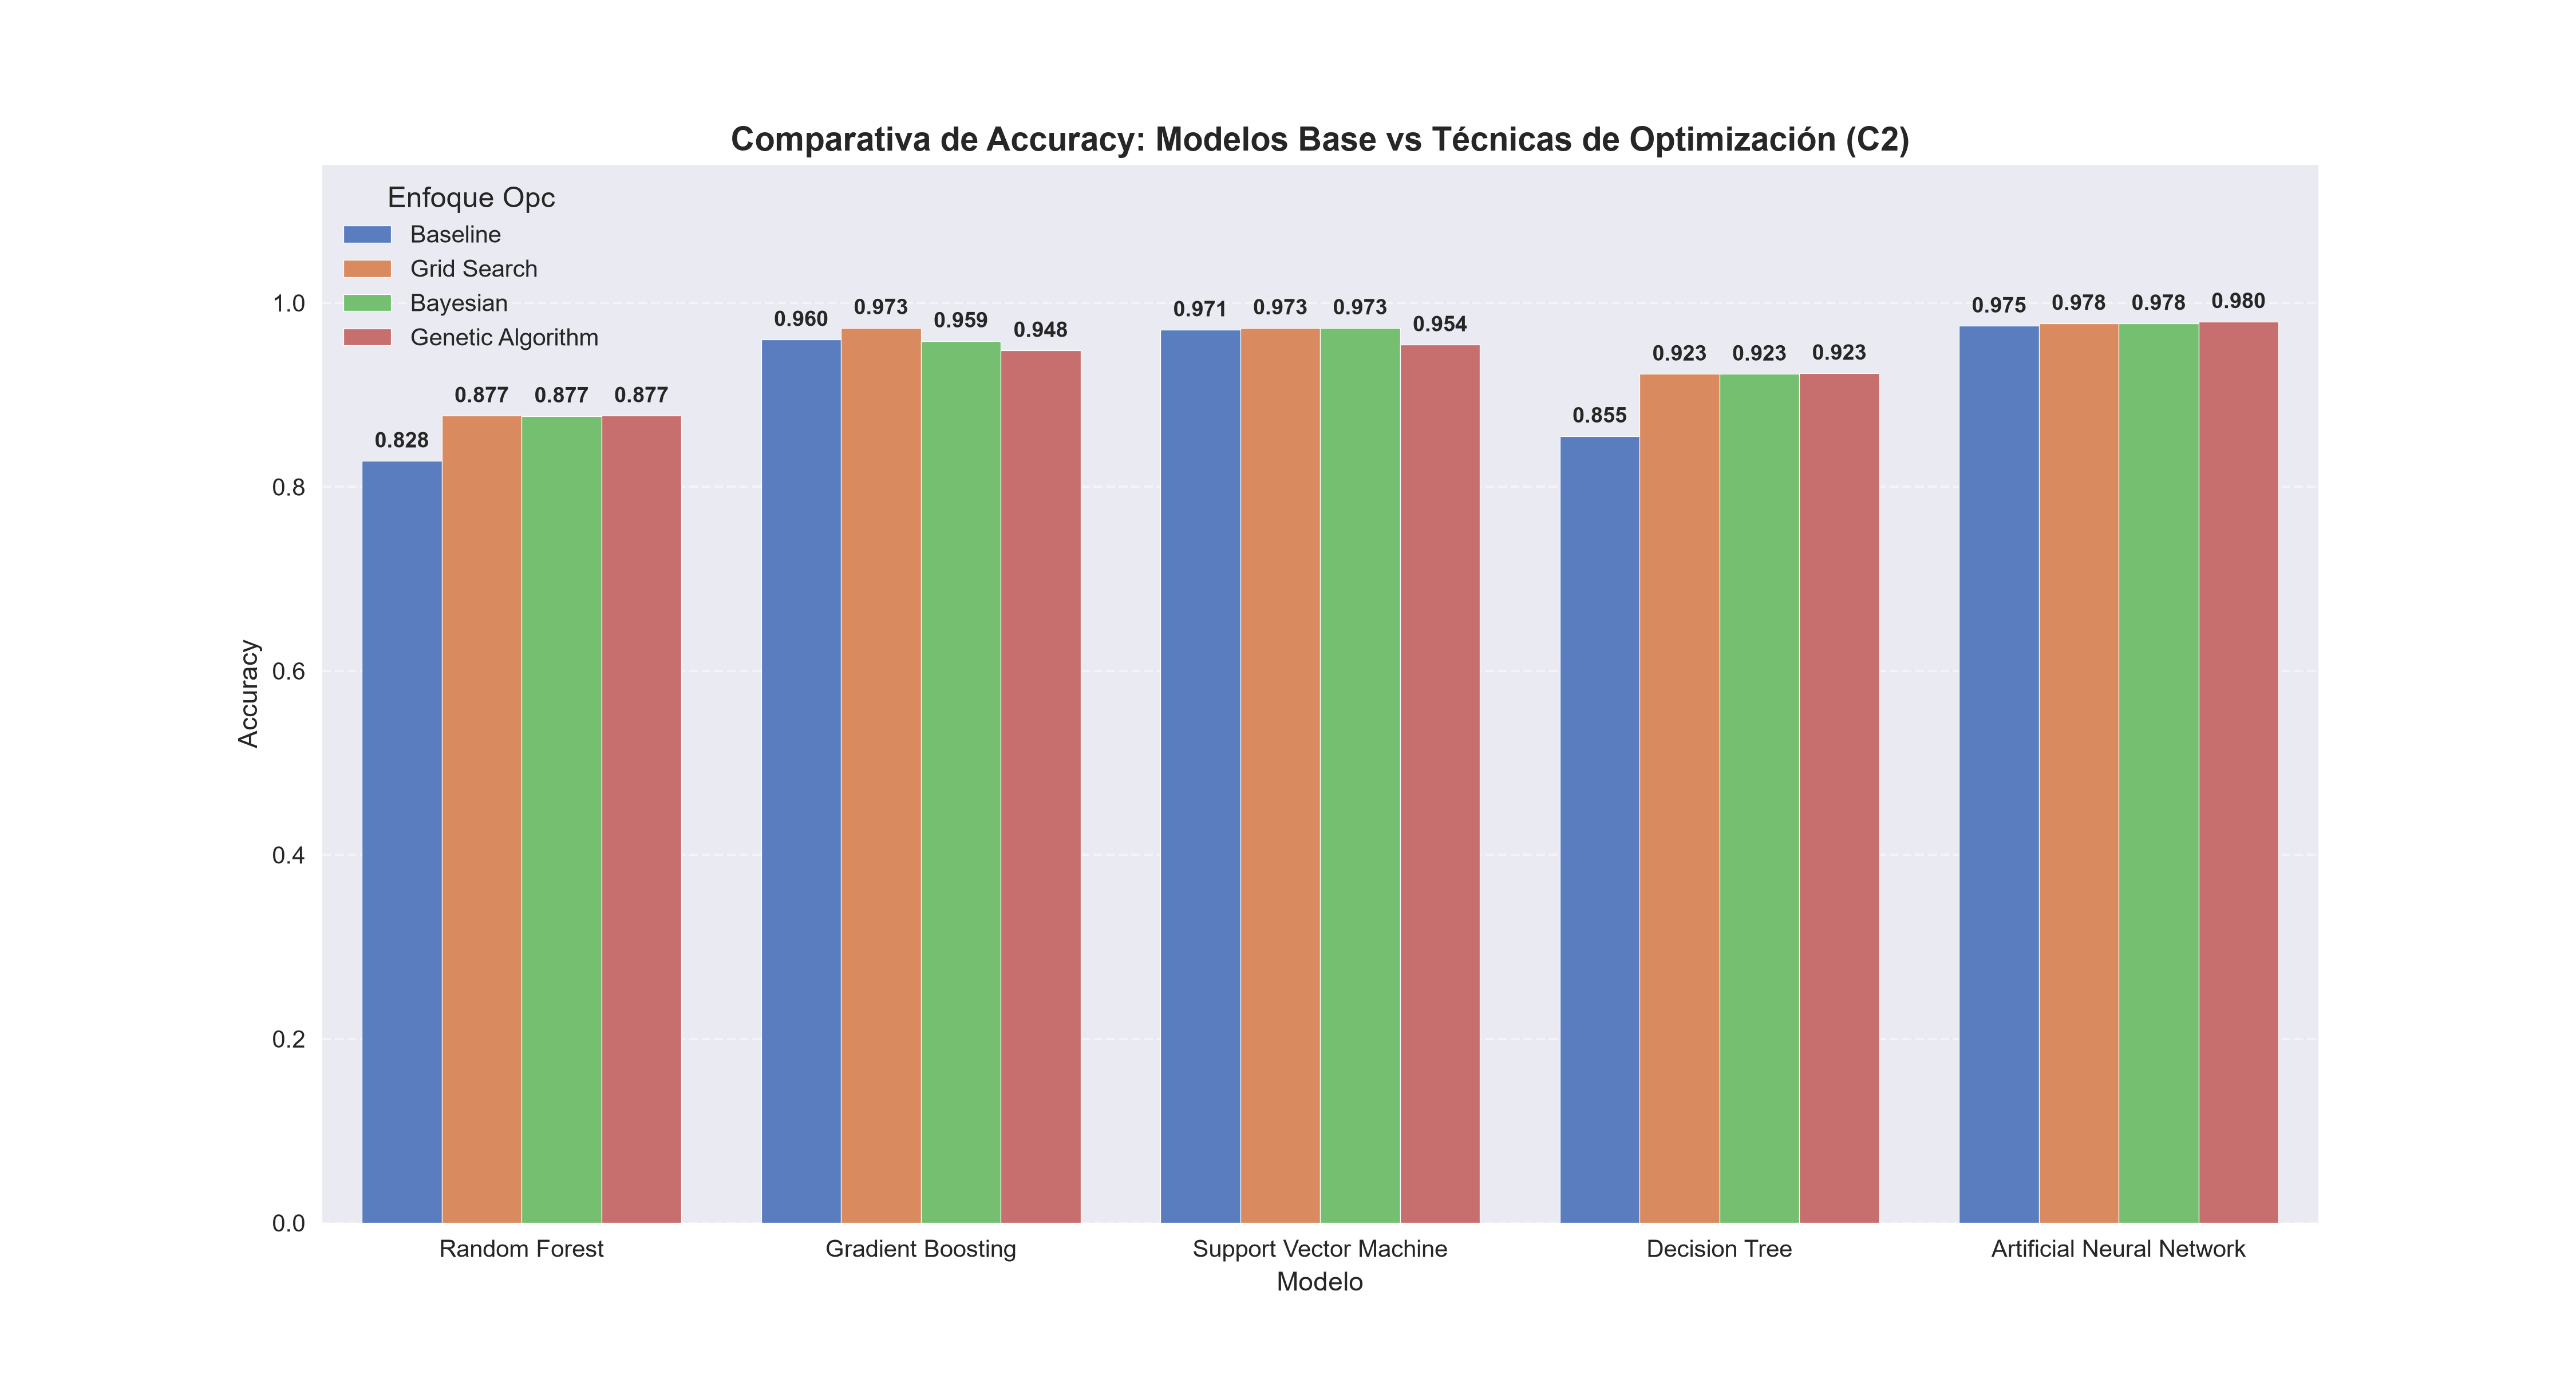 Comparativa de Accuracy: Modelos Base vs Técnicas de Optimización (C2)
Enfoque Opc
Baseline
Grid Search
Bayesian
Genetic Algorithm
Accuracy
1.0
0.8
0.6
0.4
0.2
0.0
0.828
0.877
0.877
0.877
0.960
0.973
0.959
0.948
0.971
0.973
0.973
0.954
0.855
0.923
0.923
0.923
0.975
0.978
0.978
0.980
Random Forest
Gradient Boosting
Support Vector Machine
Decision Tree
Artificial Neural Network
Modelo